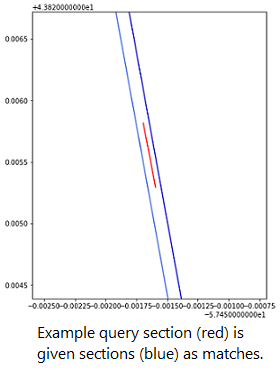 +4.3820000000e1
0.0065
0.0060
0.0055
0.0050
0.0045
-0.00250 -0.00225 -0.00200 -0.00175 -0.00150 -0.00125 -0.00100 -0.00075
-5.7450000000e1
Example query section (red) is
given sections (blue) as matches.